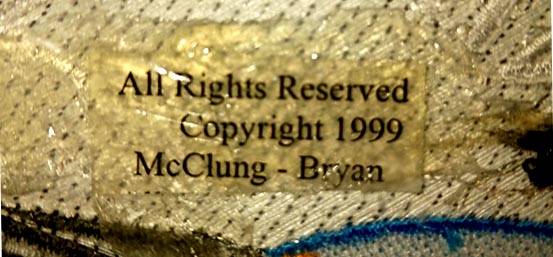 All Rights Reserved
Copyright 1999
McClung - Bryan